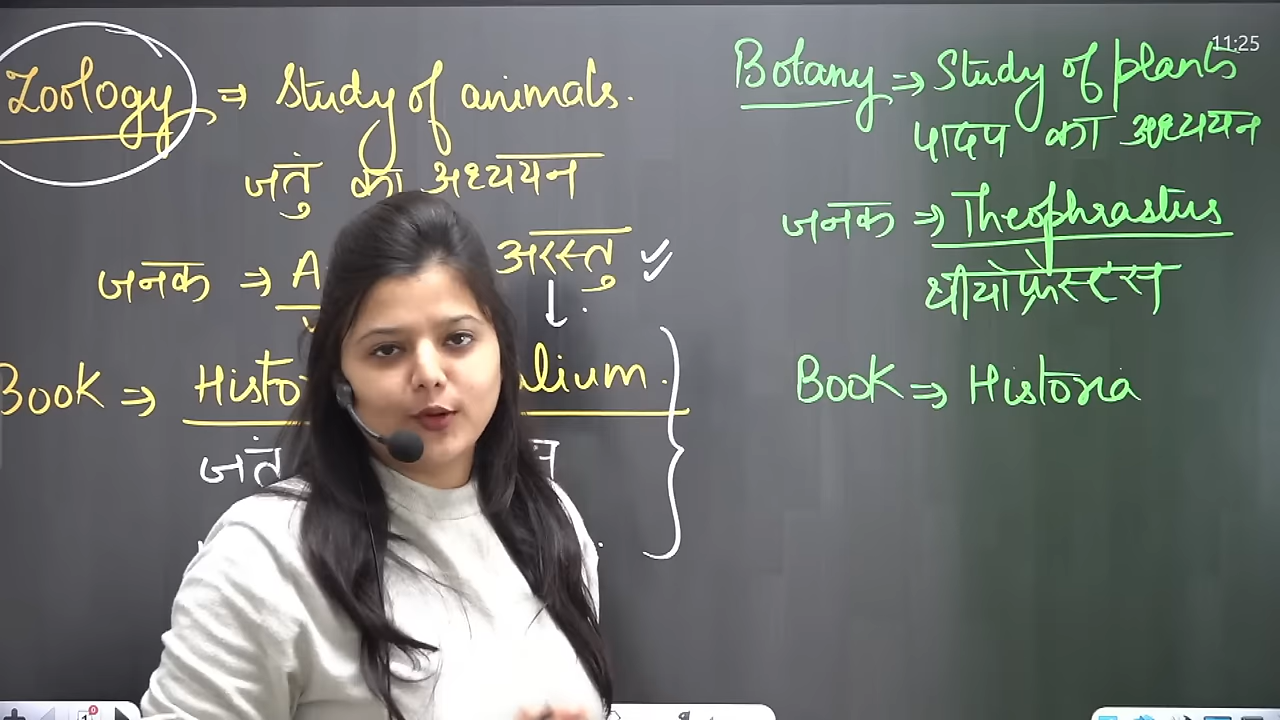 Zoology ⇒ Study of animals.
जंतु का अध्ययन
जनक ⇒ A अरस्तु
Book ⇒ Histo alium.
जंत
Botany ⇒ Study of plants
पादप का अध्ययन
जनक ⇒ Theophrastus
थीयोफ्रेस्टस
Book ⇒ Historia
11:25